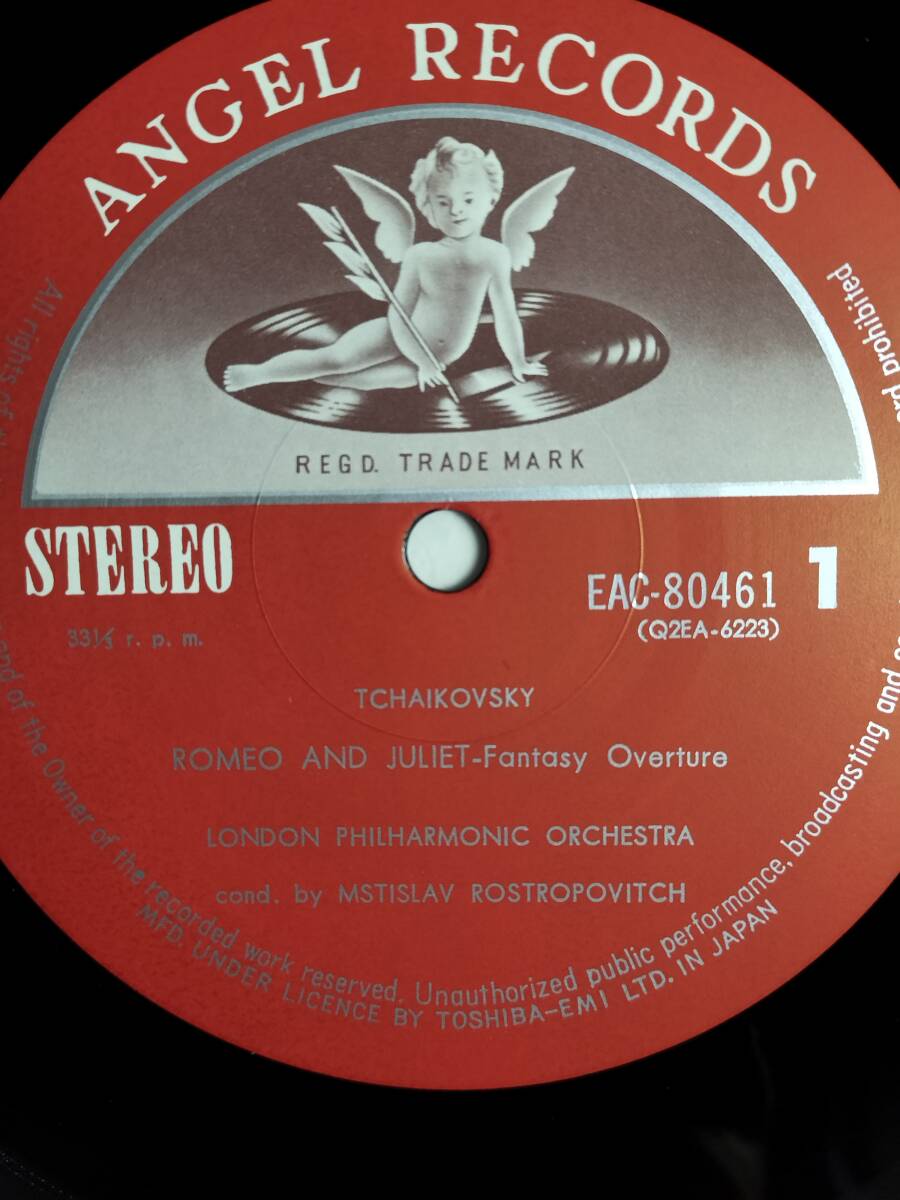 ANGEL RECORDS
REGD. TRADE MARK
STEREO
33⅓ r. p. m.
EAC-80461
(Q2EA-6223)
1
TCHAIKOVSKY
ROMEO AND JULIET-Fantasy Overture
LONDON PHILHARMONIC ORCHESTRA
cond. by MSTISLAV ROSTROPOVITCH
All rights of
and of the Owner of the recorded work reserved. Unauthorized public performance, broadcasting and
prohibited
MFD. UNDER LICENCE BY TOSHIBA-EMI LTD. IN JAPAN